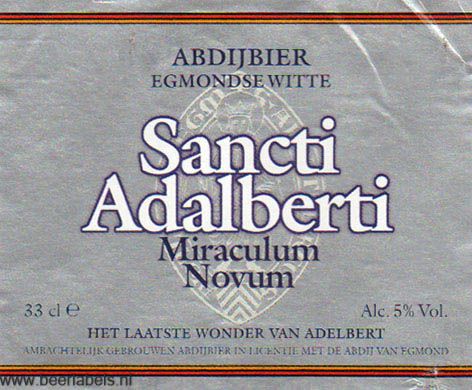 ABDIJBIER
EGMONDSE WITTE
Sancti
Adalberti
Miraculum
Novum
33 cl ℮ Alc. 5% Vol.
HET LAATSTE WONDER VAN ADELBERT
AMBACHTELIJK GEBROUWEN ABDIJBIER IN LICENTIE MET DE ABDIJ VAN EGMOND
www.beerlabels.nl